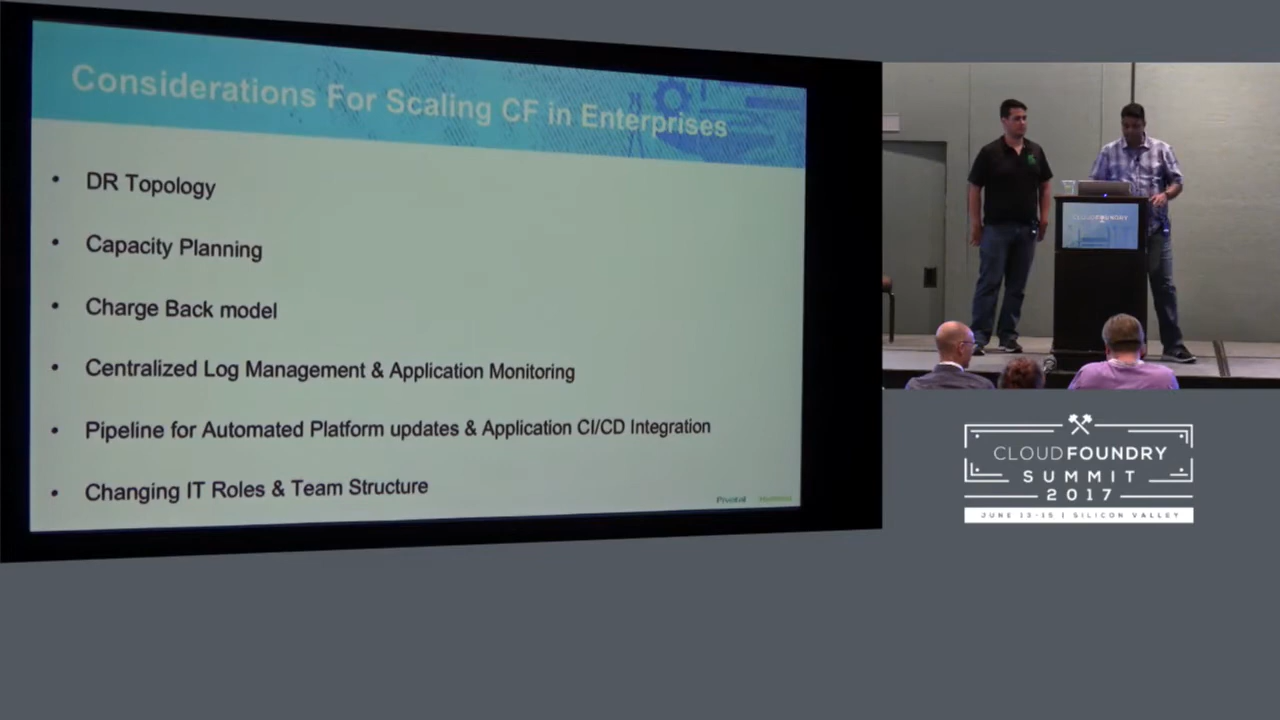 Considerations For Scaling CF in Enterprises
• DR Topology
• Capacity Planning
• Charge Back model
• Centralized Log Management & Application Monitoring
• Pipeline for Automated Platform updates & Application CI/CD Integration
• Changing IT Roles & Team Structure
Pivotal
CLOUDFOUNDRY
CLOUDFOUNDRY
SUMMIT
2017
JUNE 13-15 | SILICON VALLEY